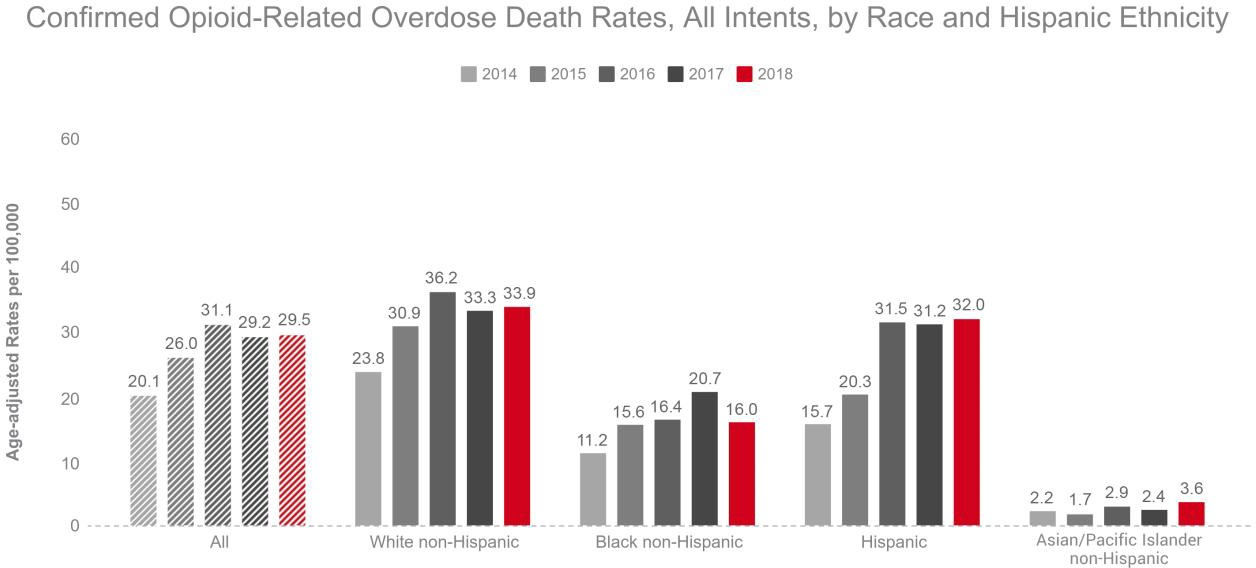 Confirmed Opioid-Related Overdose Death Rates, All Intents, by Race and Hispanic Ethnicity
2014 2015 2016 2017 2018
Age-adjusted Rates per 100,000
60
50
40
30
20
10
0
20.1 26.0 31.1 29.2 29.5
23.8 30.9 36.2 33.3 33.9
11.2 15.6 16.4 20.7 16.0
15.7 20.3 31.5 31.2 32.0
2.2 1.7 2.9 2.4 3.6
All
White non-Hispanic
Black non-Hispanic
Hispanic
Asian/Pacific Islander
non-Hispanic